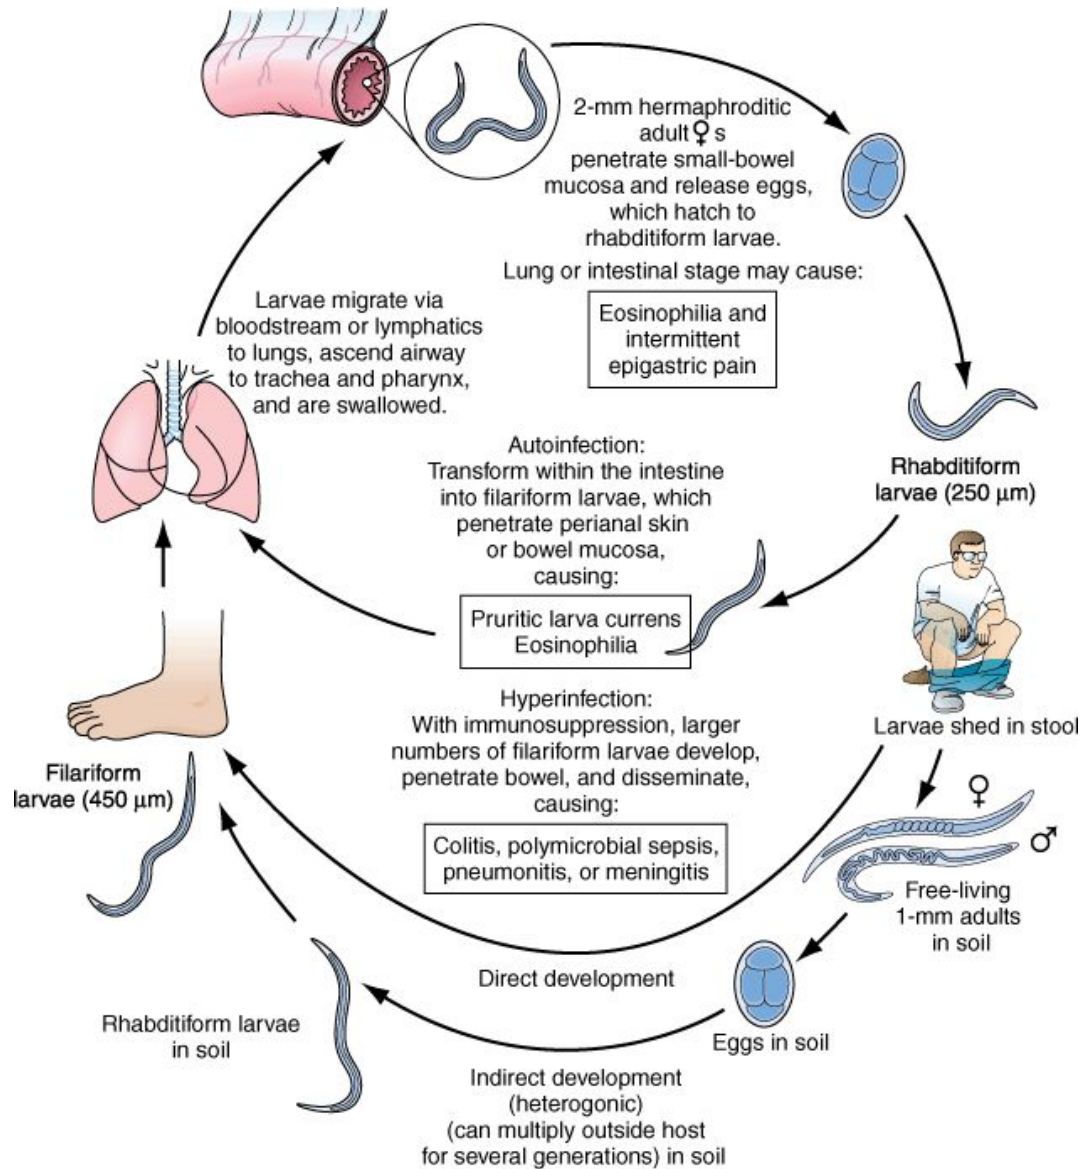 2-mm hermaphroditic
adult ♀ s
penetrate small-bowel
mucosa and release eggs,
which hatch to
rhabditiform larvae.
Lung or intestinal stage may cause:
Eosinophilia and
intermittent
epigastric pain
Larvae migrate via
bloodstream or lymphatics
to lungs, ascend airway
to trachea and pharynx,
and are swallowed.
Rhabditiform
larvae (250 μm)
Autoinfection:
Transform within the intestine
into filariform larvae, which
penetrate perianal skin
or bowel mucosa,
causing:
Pruritic larva currens
Eosinophilia
Larvae shed in stool
Hyperinfection:
With immunosuppression, larger
numbers of filariform larvae develop,
penetrate bowel, and disseminate,
causing:
Colitis, polymicrobial sepsis,
pneumonitis, or meningitis
Filariform
larvae (450 μm)
♀
♂
Free-living
1-mm adults
in soil
Direct development
Eggs in soil
Rhabditiform larvae
in soil
Indirect development
(heterogonic)
(can multiply outside host
for several generations) in soil